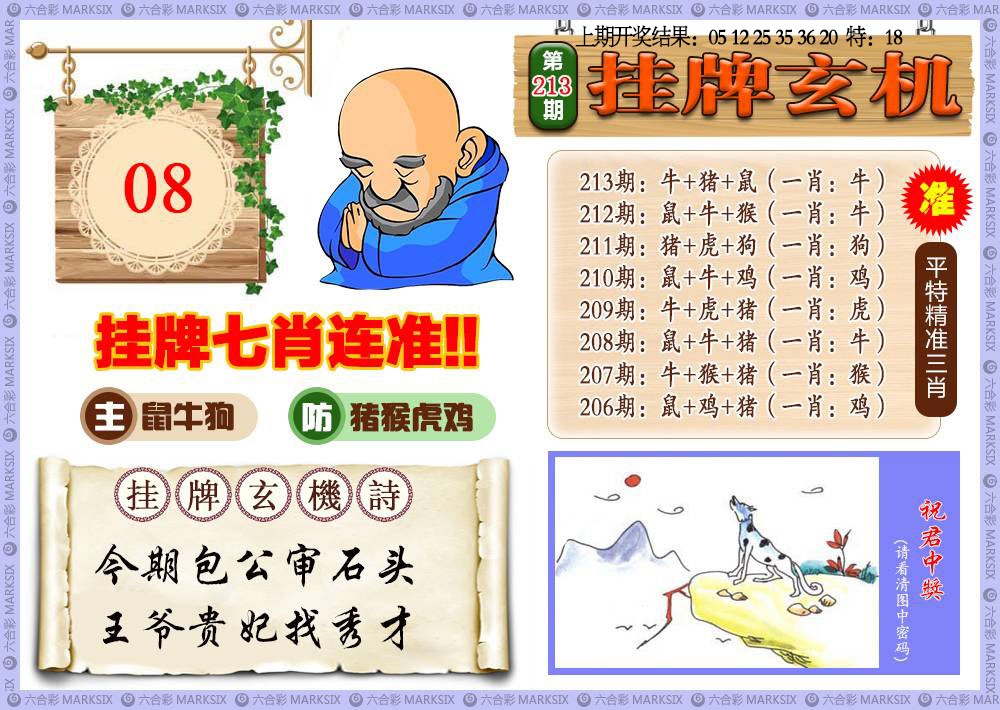 六合彩 MARKSIX
上期开奖结果：05 12 25 35 36 20 特：18
第213期
挂牌玄机
08
213期：牛+猪+鼠（一肖：牛）
212期：鼠+牛+猴（一肖：牛）
211期：猪+虎+狗（一肖：狗）
210期：鼠+牛+鸡（一肖：鸡）
209期：牛+虎+猪（一肖：虎）
208期：鼠+牛+猪（一肖：牛）
207期：牛+猴+猪（一肖：猴）
206期：鼠+鸡+猪（一肖：鸡）
准
平特精准三肖
挂牌七肖连准!!
主 鼠牛狗
防 猪猴虎鸡
挂牌玄機詩
今期包公审石头
王爷贵妃找秀才
祝君中奖
（请看清图中密码）